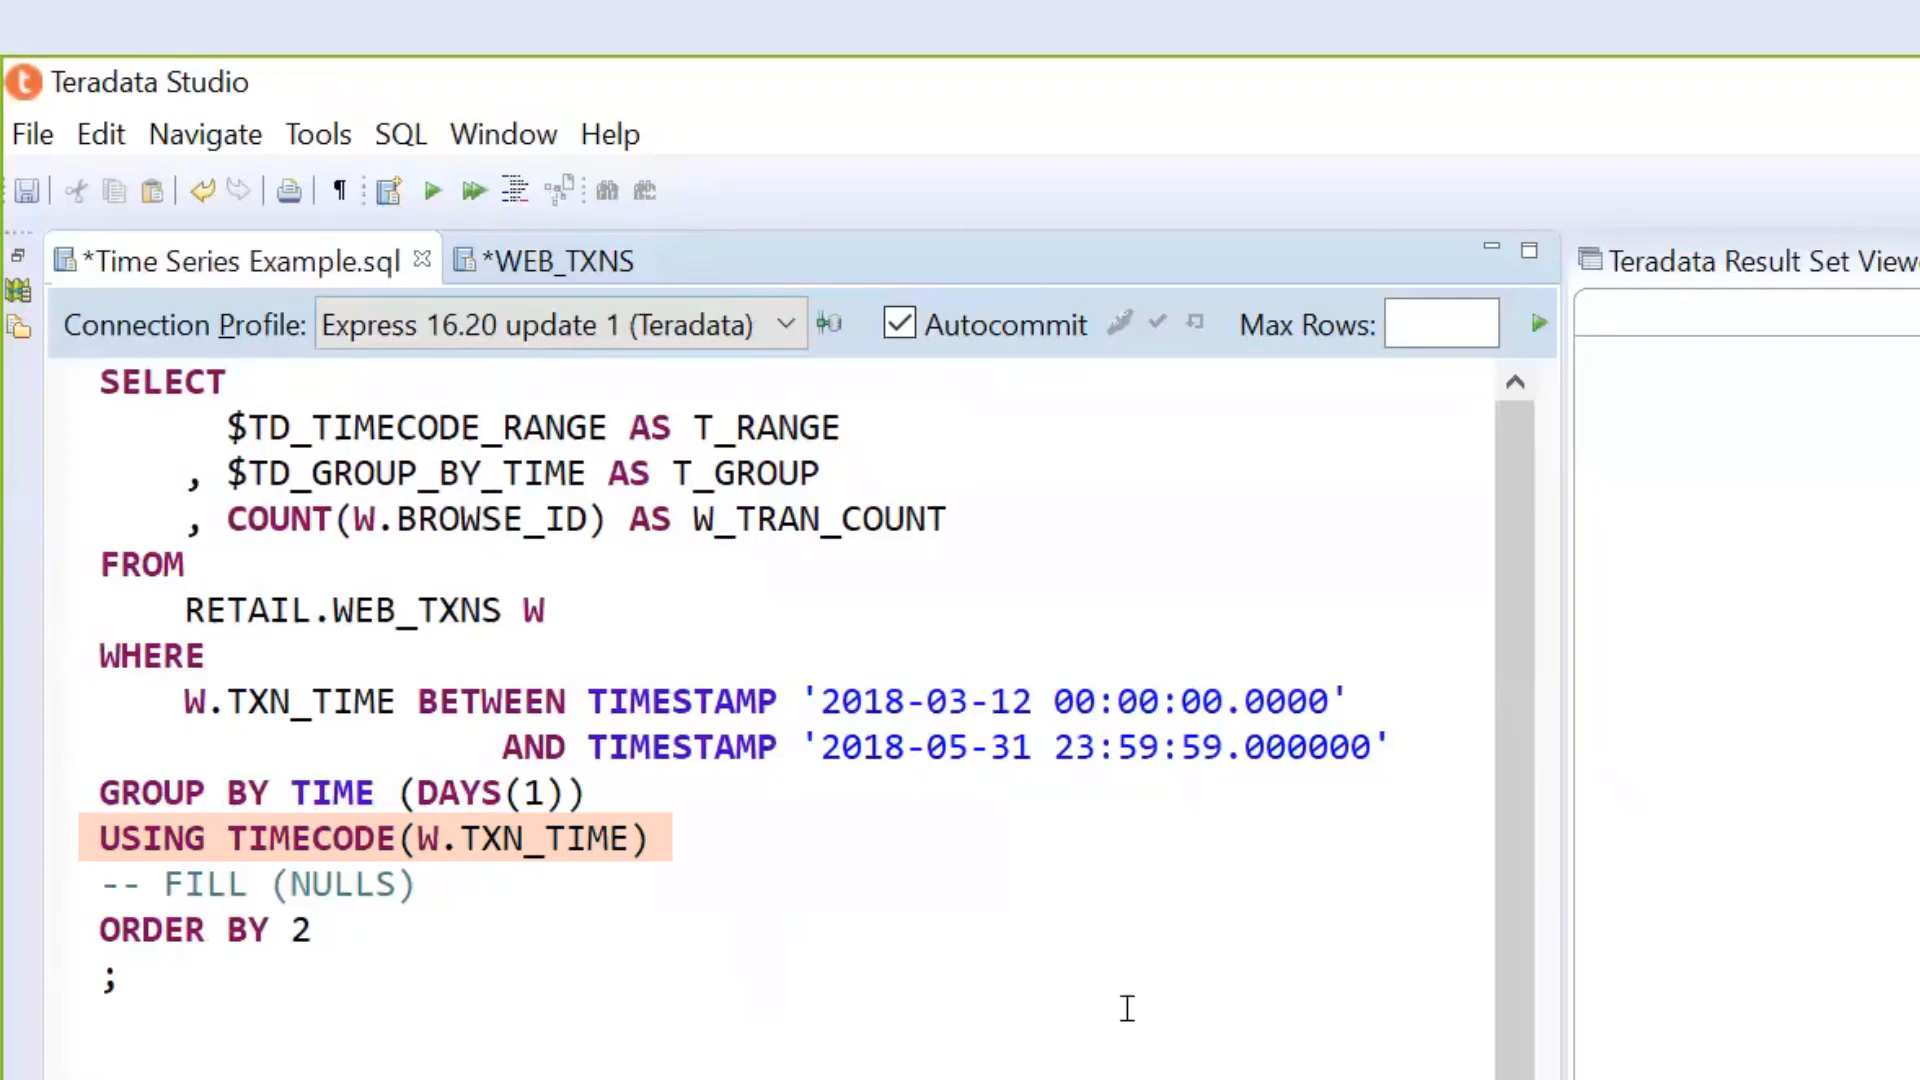 Teradata Studio
File Edit Navigate Tools SQL Window Help
*Time Series Example.sql *WEB_TXNS
Teradata Result Set View
Connection Profile: Express 16.20 update 1 (Teradata) Autocommit Max Rows:
SELECT
$TD_TIMECODE_RANGE AS T_RANGE
, $TD_GROUP_BY_TIME AS T_GROUP
, COUNT(W.BROWSE_ID) AS W_TRAN_COUNT
FROM
RETAIL.WEB_TXNS W
WHERE
W.TXN_TIME BETWEEN TIMESTAMP '2018-03-12 00:00:00.0000'
AND TIMESTAMP '2018-05-31 23:59:59.000000'
GROUP BY TIME (DAYS(1))
USING TIMECODE(W.TXN_TIME)
-- FILL (NULLS)
ORDER BY 2
;